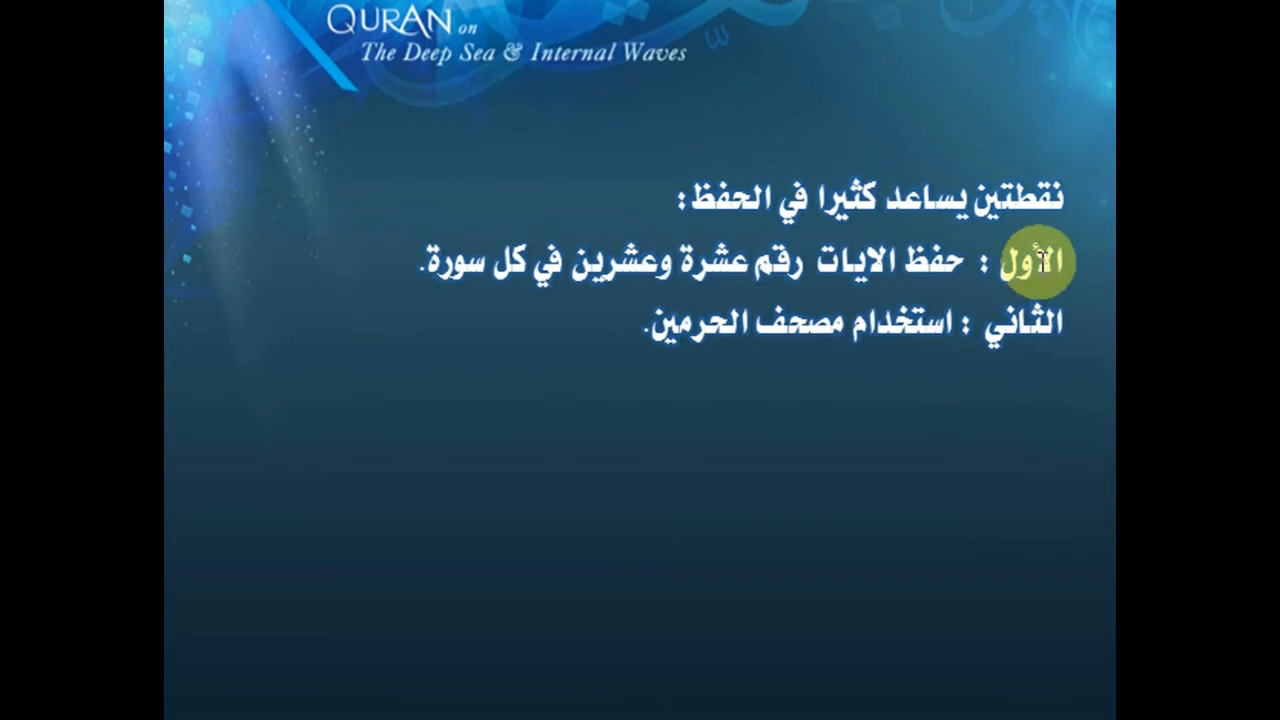 QURAN on
The Deep Sea & Internal Waves
نقطتين يساعد كثيرا في الحفظ :
الأول : حفظ الايات رقم عشرة وعشرين في كل سورة.
الثاني : استخدام مصحف الحرمين.